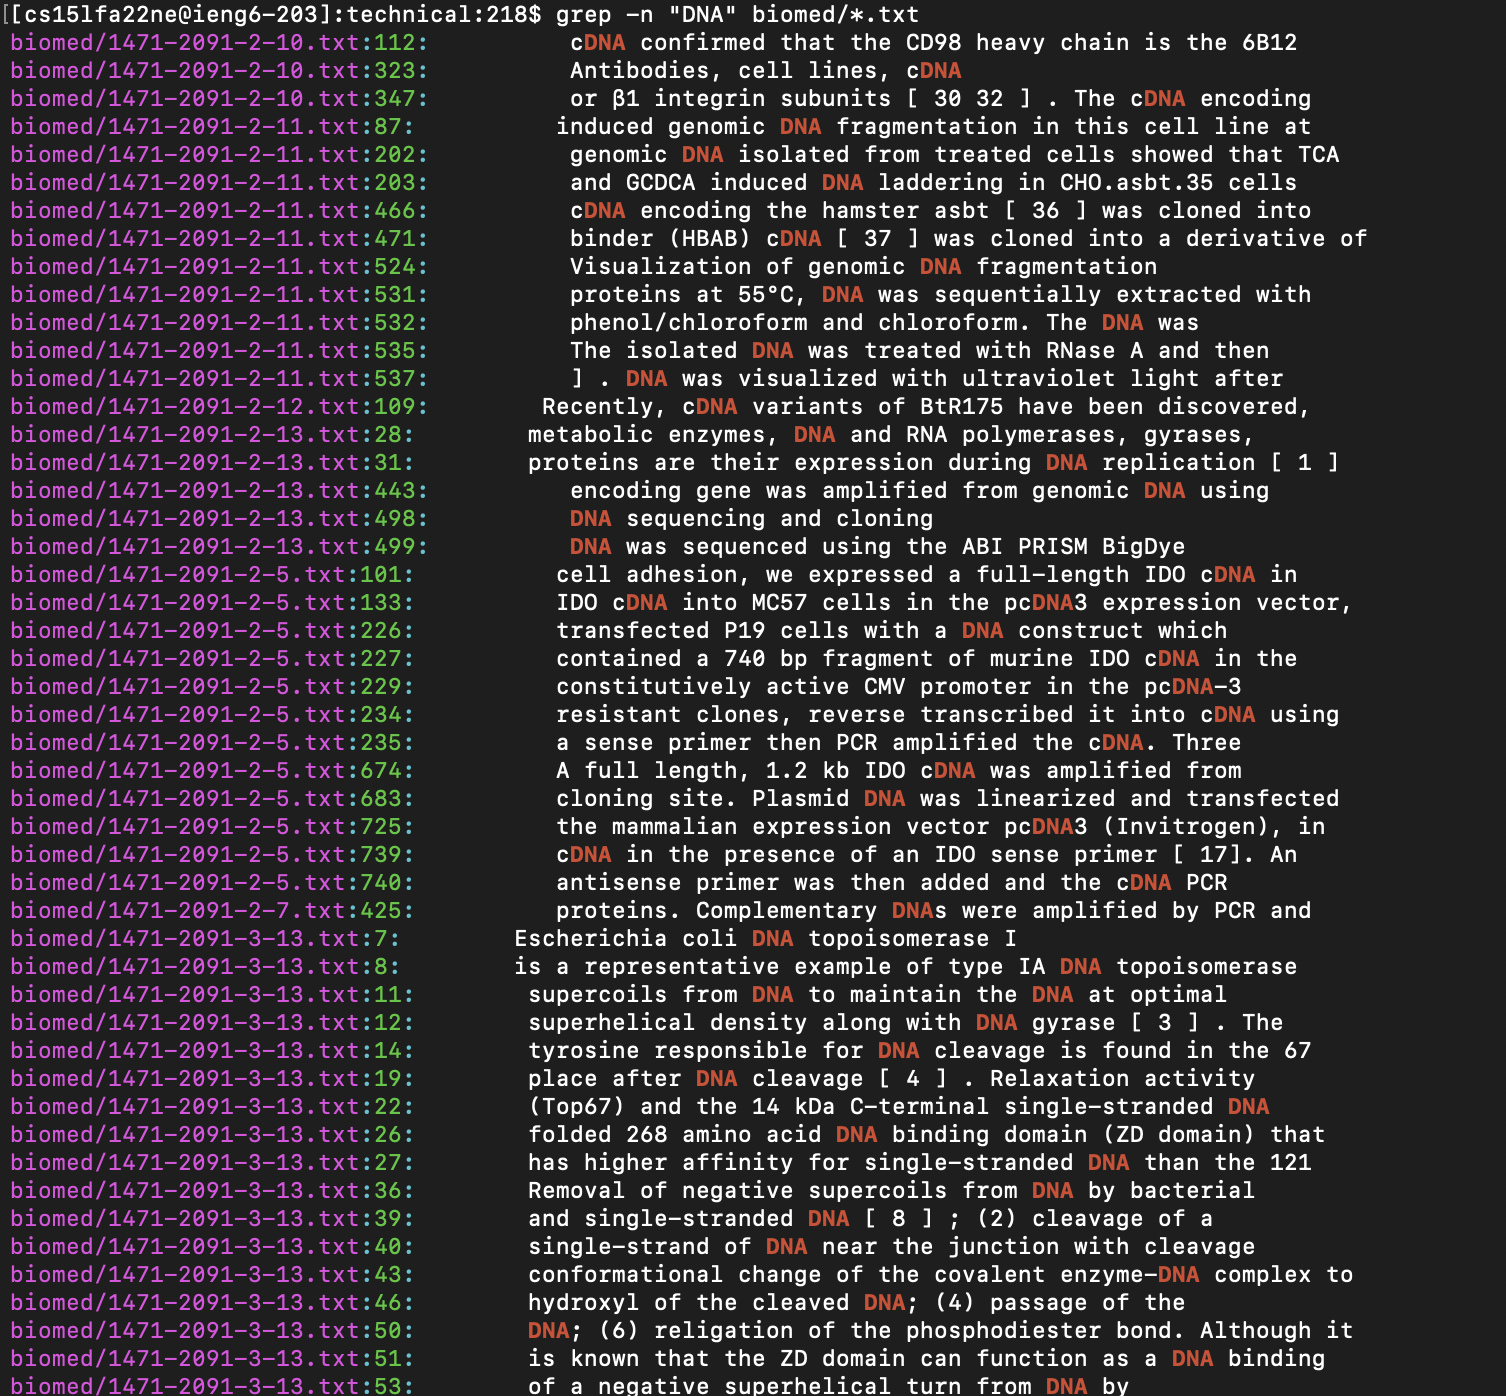 [[cs15lfa22ne@ieng6-203]:technical:218$ grep -n "DNA" biomed/*.txt
biomed/1471-2091-2-10.txt:112:          cDNA confirmed that the CD98 heavy chain is the 6B12
biomed/1471-2091-2-10.txt:323:          Antibodies, cell lines, cDNA
biomed/1471-2091-2-10.txt:347:          or β1 integrin subunits [ 30 32 ] . The cDNA encoding
biomed/1471-2091-2-11.txt:87:          induced genomic DNA fragmentation in this cell line at
biomed/1471-2091-2-11.txt:202:          genomic DNA isolated from treated cells showed that TCA
biomed/1471-2091-2-11.txt:203:          and GCDCA induced DNA laddering in CHO.asbt.35 cells
biomed/1471-2091-2-11.txt:466:          cDNA encoding the hamster asbt [ 36 ] was cloned into
biomed/1471-2091-2-11.txt:471:          binder (HBAB) cDNA [ 37 ] was cloned into a derivative of
biomed/1471-2091-2-11.txt:524:          Visualization of genomic DNA fragmentation
biomed/1471-2091-2-11.txt:531:          proteins at 55°C, DNA was sequentially extracted with
biomed/1471-2091-2-11.txt:532:          phenol/chloroform and chloroform. The DNA was
biomed/1471-2091-2-11.txt:535:          The isolated DNA was treated with RNase A and then
biomed/1471-2091-2-11.txt:537:          ] . DNA was visualized with ultraviolet light after
biomed/1471-2091-2-12.txt:109:        Recently, cDNA variants of BtR175 have been discovered,
biomed/1471-2091-2-13.txt:28:        metabolic enzymes, DNA and RNA polymerases, gyrases,
biomed/1471-2091-2-13.txt:31:        proteins are their expression during DNA replication [ 1 ]
biomed/1471-2091-2-13.txt:443:          encoding gene was amplified from genomic DNA using
biomed/1471-2091-2-13.txt:498:          DNA sequencing and cloning
biomed/1471-2091-2-13.txt:499:          DNA was sequenced using the ABI PRISM BigDye
biomed/1471-2091-2-5.txt:101:          cell adhesion, we expressed a full-length IDO cDNA in
biomed/1471-2091-2-5.txt:133:          IDO cDNA into MC57 cells in the pcDNA3 expression vector,
biomed/1471-2091-2-5.txt:226:          transfected P19 cells with a DNA construct which
biomed/1471-2091-2-5.txt:227:          contained a 740 bp fragment of murine IDO cDNA in the
biomed/1471-2091-2-5.txt:229:          constitutively active CMV promoter in the pcDNA-3
biomed/1471-2091-2-5.txt:234:          resistant clones, reverse transcribed it into cDNA using
biomed/1471-2091-2-5.txt:235:          a sense primer then PCR amplified the cDNA. Three
biomed/1471-2091-2-5.txt:674:          A full length, 1.2 kb IDO cDNA was amplified from
biomed/1471-2091-2-5.txt:683:          cloning site. Plasmid DNA was linearized and transfected
biomed/1471-2091-2-5.txt:725:          the mammalian expression vector pcDNA3 (Invitrogen), in
biomed/1471-2091-2-5.txt:739:          cDNA in the presence of an IDO sense primer [ 17]. An
biomed/1471-2091-2-5.txt:740:          antisense primer was then added and the cDNA PCR
biomed/1471-2091-2-7.txt:425:          proteins. Complementary DNAs were amplified by PCR and
biomed/1471-2091-3-13.txt:7:        Escherichia coli DNA topoisomerase I
biomed/1471-2091-3-13.txt:8:        is a representative example of type IA DNA topoisomerase
biomed/1471-2091-3-13.txt:11:        supercoils from DNA to maintain the DNA at optimal
biomed/1471-2091-3-13.txt:12:        superhelical density along with DNA gyrase [ 3 ] . The
biomed/1471-2091-3-13.txt:14:        tyrosine responsible for DNA cleavage is found in the 67
biomed/1471-2091-3-13.txt:19:        place after DNA cleavage [ 4 ] . Relaxation activity
biomed/1471-2091-3-13.txt:22:        (Top67) and the 14 kDa C-terminal single-stranded DNA
biomed/1471-2091-3-13.txt:26:        folded 268 amino acid DNA binding domain (ZD domain) that
biomed/1471-2091-3-13.txt:27:        has higher affinity for single-stranded DNA than the 121
biomed/1471-2091-3-13.txt:36:        Removal of negative supercoils from DNA by bacterial
biomed/1471-2091-3-13.txt:39:        and single-stranded DNA [ 8 ] ; (2) cleavage of a
biomed/1471-2091-3-13.txt:40:        single-strand of DNA near the junction with cleavage
biomed/1471-2091-3-13.txt:43:        conformational change of the covalent enzyme-DNA complex to
biomed/1471-2091-3-13.txt:46:        hydroxyl of the cleaved DNA; (4) passage of the
biomed/1471-2091-3-13.txt:50:        DNA; (6) religation of the phosphodiester bond. Although it
biomed/1471-2091-3-13.txt:51:        is known that the ZD domain can function as a DNA binding
biomed/1471-2091-3-13.txt:53:        of a negative superhelical turn from DNA by